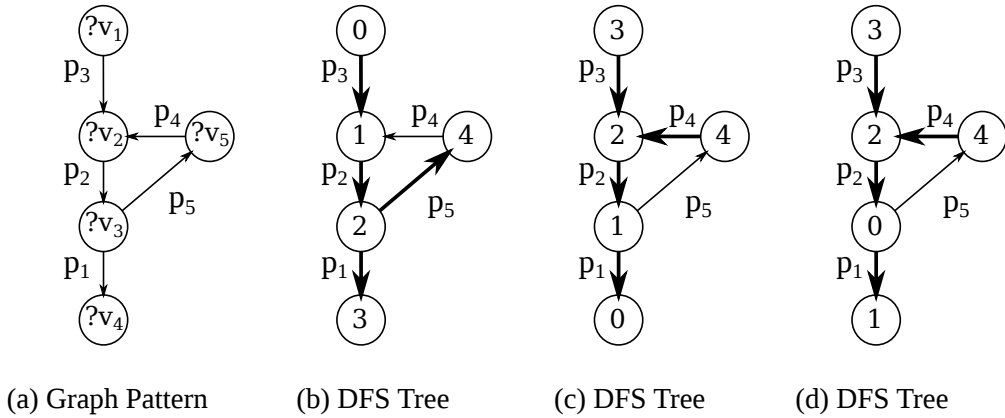 ?v₁ 0 3 3
p₃ p₃ p₃ p₃
p₄ p₄ p₄ p₄
?v₂ ?v₅ 1 4 2 4 2 4
p₂ p₂ p₂ p₂
p₅ p₅ p₅ p₅
?v₃ 2 1 0
p₁ p₁ p₁ p₁
?v₄ 3 0 1
(a) Graph Pattern (b) DFS Tree (c) DFS Tree (d) DFS Tree